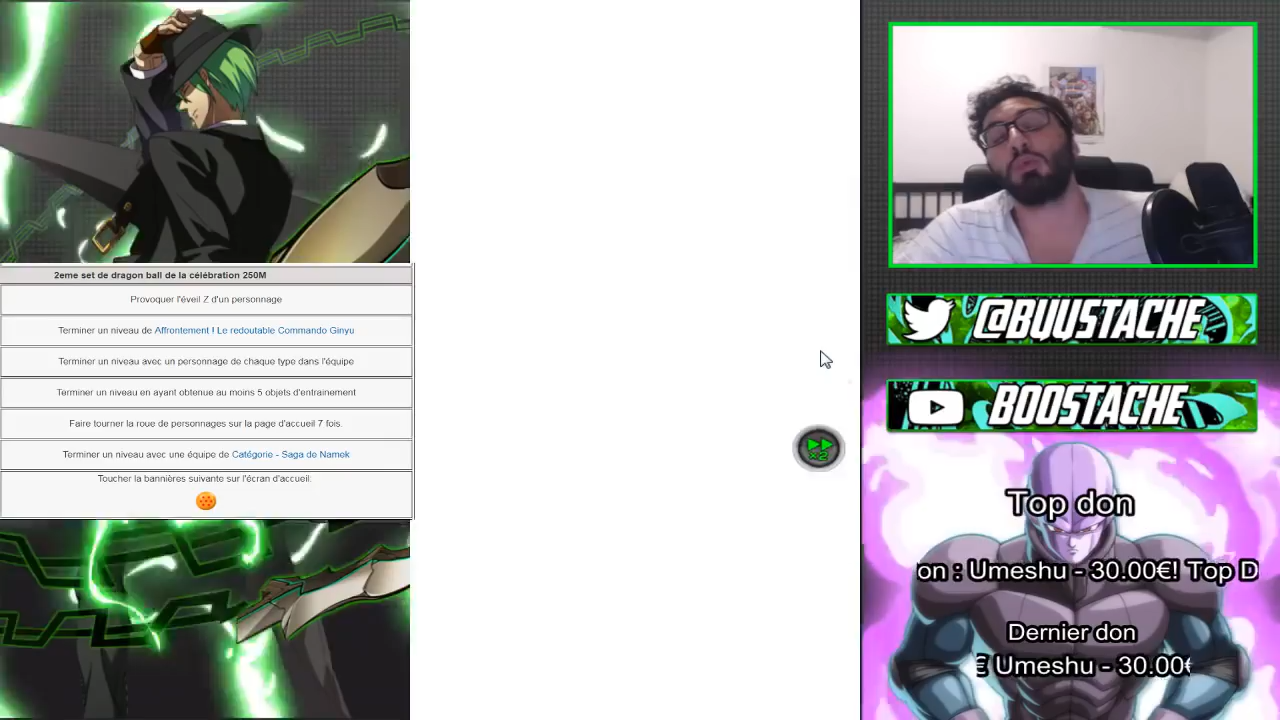 2eme set de dragon ball de la célébration 250M
Provoquer l'éveil Z d'un personnage
Terminer un niveau de Affrontement ! Le redoutable Commando Ginyu
Terminer un niveau avec un personnage de chaque type dans l'équipe
Terminer un niveau en ayant obtenue au moins 5 objets d'entrainement
Faire tourner la roue de personnages sur la page d'accueil 7 fois.
Terminer un niveau avec une équipe de Catégorie - Saga de Namek
Toucher la bannières suivante sur l'écran d'accueil:
x2
@BUUSTACHE
BOOSTACHE
Top don
on : Umeshu - 30.00€! Top D
Dernier don
€ Umeshu - 30.00€